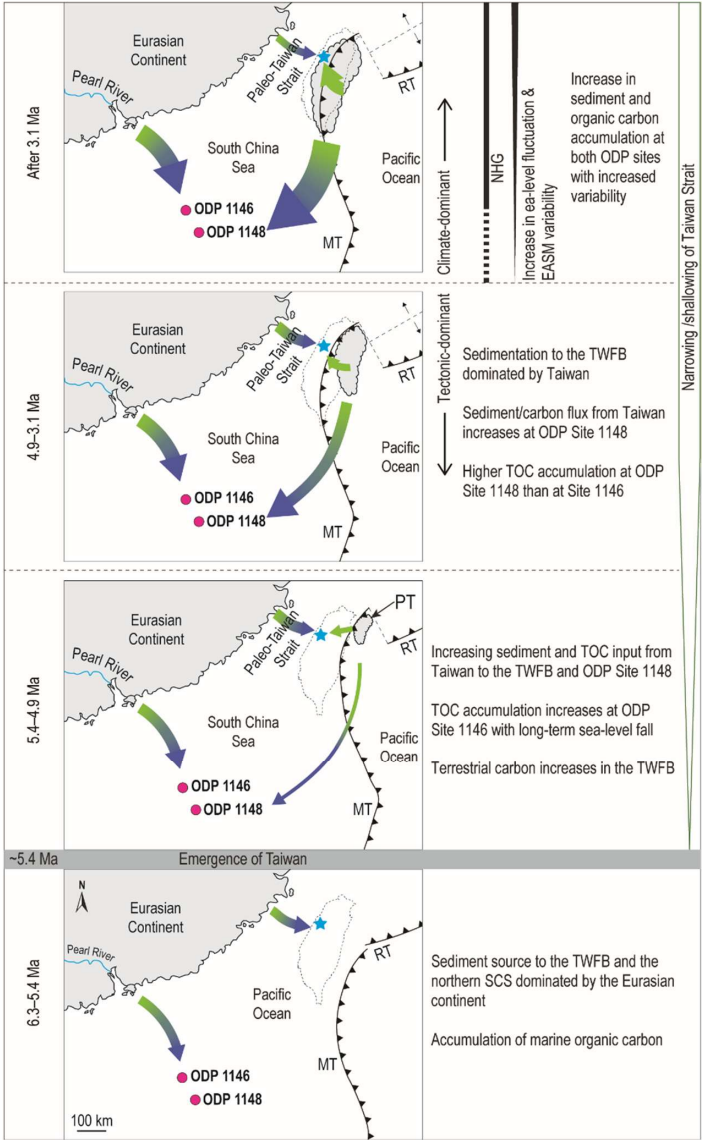 After 3.1 Ma
Eurasian
Continent
Pearl River
Paleo-Taiwan
Strait
RT
South China
Sea
Pacific
Ocean
ODP 1146
ODP 1148
MT
Climate-dominant
NHG
Increase in ea-level fluctuation &
EASM variability
Increase in
sediment and
organic carbon
accumulation at
both ODP sites
with increased
variability
Narrowing /shallowing of Taiwan Strait
4.9–3.1 Ma
Eurasian
Continent
Pearl River
Paleo-Taiwan
Strait
RT
South China
Sea
Pacific
Ocean
ODP 1146
ODP 1148
MT
Tectonic-dominant
Sedimentation to the TWFB
dominated by Taiwan
Sediment/carbon flux from Taiwan
increases at ODP Site 1148
Higher TOC accumulation at ODP
Site 1148 than at Site 1146
5.4–4.9 Ma
Eurasian
Continent
Pearl River
Paleo-Taiwan
Strait
PT
RT
South China
Sea
Pacific
Ocean
ODP 1146
ODP 1148
MT
Increasing sediment and TOC input from
Taiwan to the TWFB and ODP Site 1148
TOC accumulation increases at ODP
Site 1146 with long-term sea-level fall
Terrestrial carbon increases in the TWFB
~5.4 Ma
Emergence of Taiwan
6.3–5.4 Ma
N
Eurasian
Continent
Pearl River
RT
Pacific
Ocean
MT
ODP 1146
ODP 1148
100 km
Sediment source to the TWFB and the
northern SCS dominated by the Eurasian
continent
Accumulation of marine organic carbon